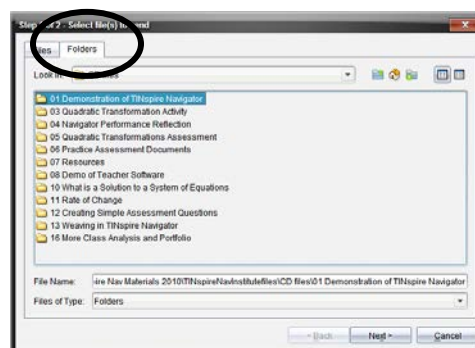 Step 1 of 2 - Select file(s) to send
Files Folders
Look in: CD files
01 Demonstration of TINspire Navigator
03 Quadratic Transformation Activity
04 Navigator Performance Reflection
05 Quadratic Transformations Assessment
06 Practice Assessment Documents
07 Resources
08 Demo of Teacher Software
10 What is a Solution to a System of Equations
11 Rate of Change
12 Creating Simple Assessment Questions
13 Weaving in TINspire Navigator
16 More Class Analysis and Portfolio
File Name: ire Nav Materials 2010\TINspireNavInstitutefiles\CD files\01 Demonstration of TINspire Navigator
Files of Type: Folders
< Back Next > Cancel